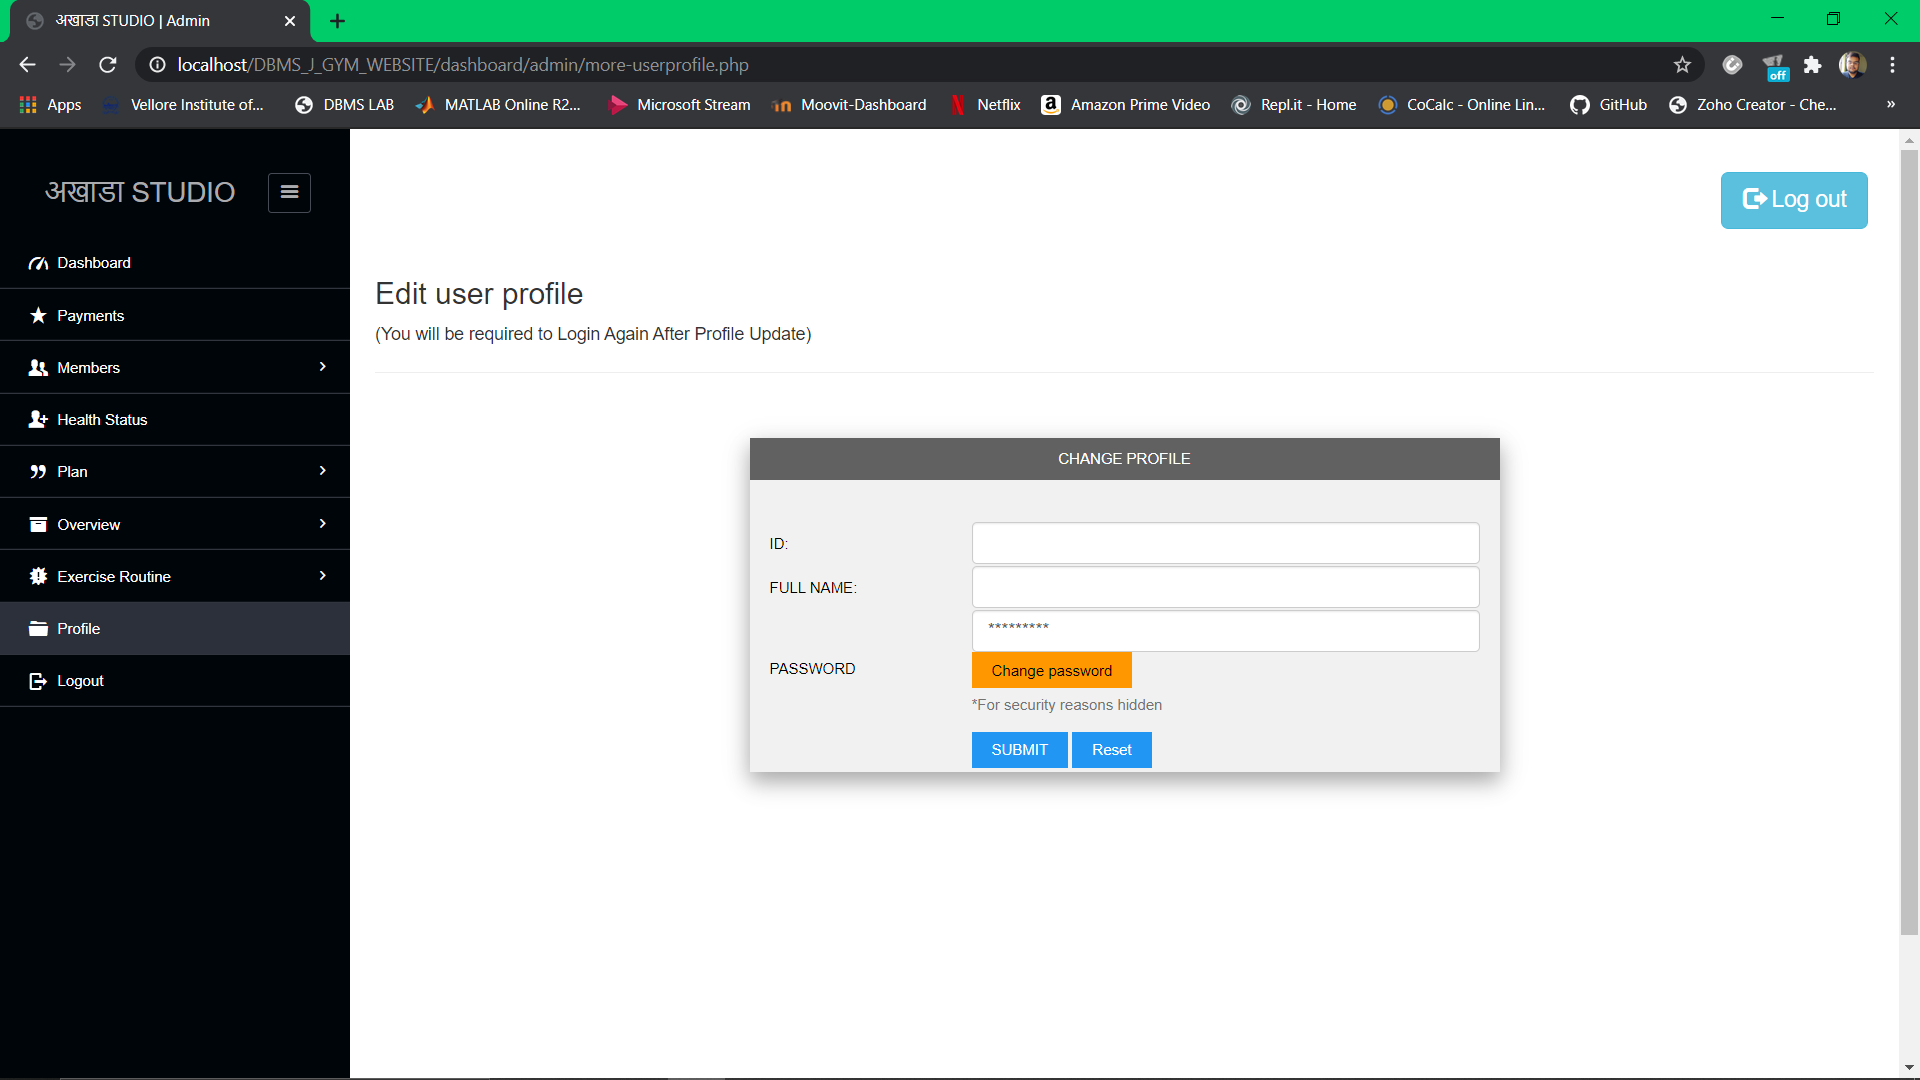 अखाडा STUDIO | Admin
localhost/DBMS_J_GYM_WEBSITE/dashboard/admin/more-userprofile.php
off
Apps Vellore Institute of... DBMS LAB MATLAB Online R2... Microsoft Stream Moovit-Dashboard Netflix Amazon Prime Video Repl.it - Home CoCalc - Online Lin... GitHub Zoho Creator - Che... »
अखाडा STUDIO
Log out
Dashboard
Payments
Members
Health Status
Plan
Overview
Exercise Routine
Profile
Logout
Edit user profile
(You will be required to Login Again After Profile Update)
CHANGE PROFILE
ID:
FULL NAME:
*********
PASSWORD
Change password
*For security reasons hidden
SUBMIT Reset